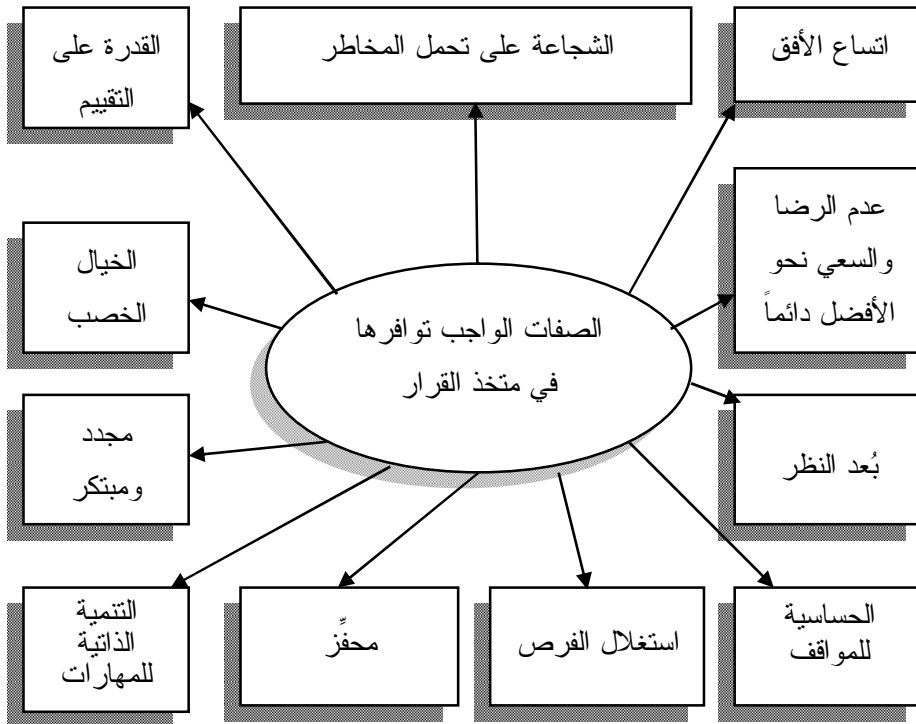 اتساع الأفق
الشجاعة على تحمل المخاطر
القدرة على
التقييم
عدم الرضا
والسعي نحو
الأفضل دائماً
الخيال
الخصب
الصفات الواجب توافرها
في متخذ القرار
بُعد النظر
مجدد
ومبتكر
الحساسية
للمواقف
استغلال الفرص
محفِّز
التنمية
الذاتية
للمهارات